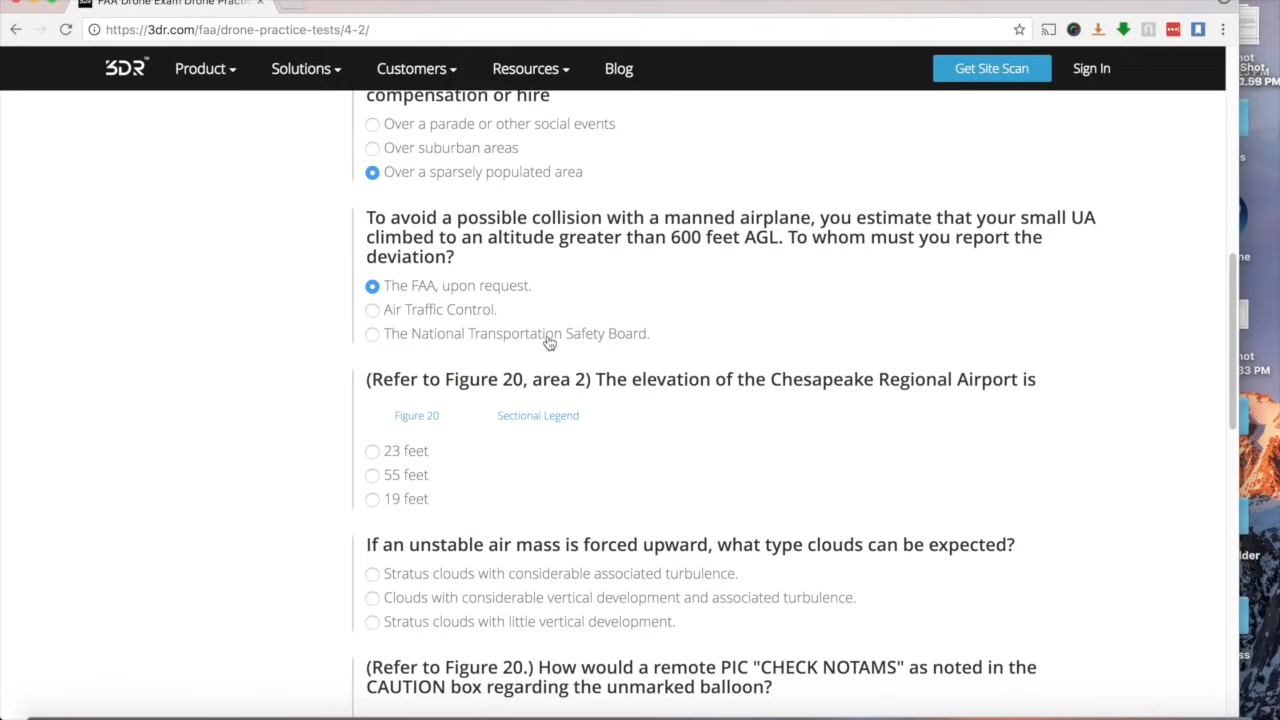 FAA Drone Exam Drone Practic
https://3dr.com/faa/drone-practice-tests/4-2/
3DR Product Solutions Customers Resources Blog Get Site Scan Sign In
compensation or hire
Over a parade or other social events
Over suburban areas
Over a sparsely populated area
To avoid a possible collision with a manned airplane, you estimate that your small UA
climbed to an altitude greater than 600 feet AGL. To whom must you report the
deviation?
The FAA, upon request.
Air Traffic Control.
The National Transportation Safety Board.
(Refer to Figure 20, area 2) The elevation of the Chesapeake Regional Airport is
Figure 20 Sectional Legend
23 feet
55 feet
19 feet
If an unstable air mass is forced upward, what type clouds can be expected?
Stratus clouds with considerable associated turbulence.
Clouds with considerable vertical development and associated turbulence.
Stratus clouds with little vertical development.
(Refer to Figure 20.) How would a remote PIC "CHECK NOTAMS" as noted in the
CAUTION box regarding the unmarked balloon?